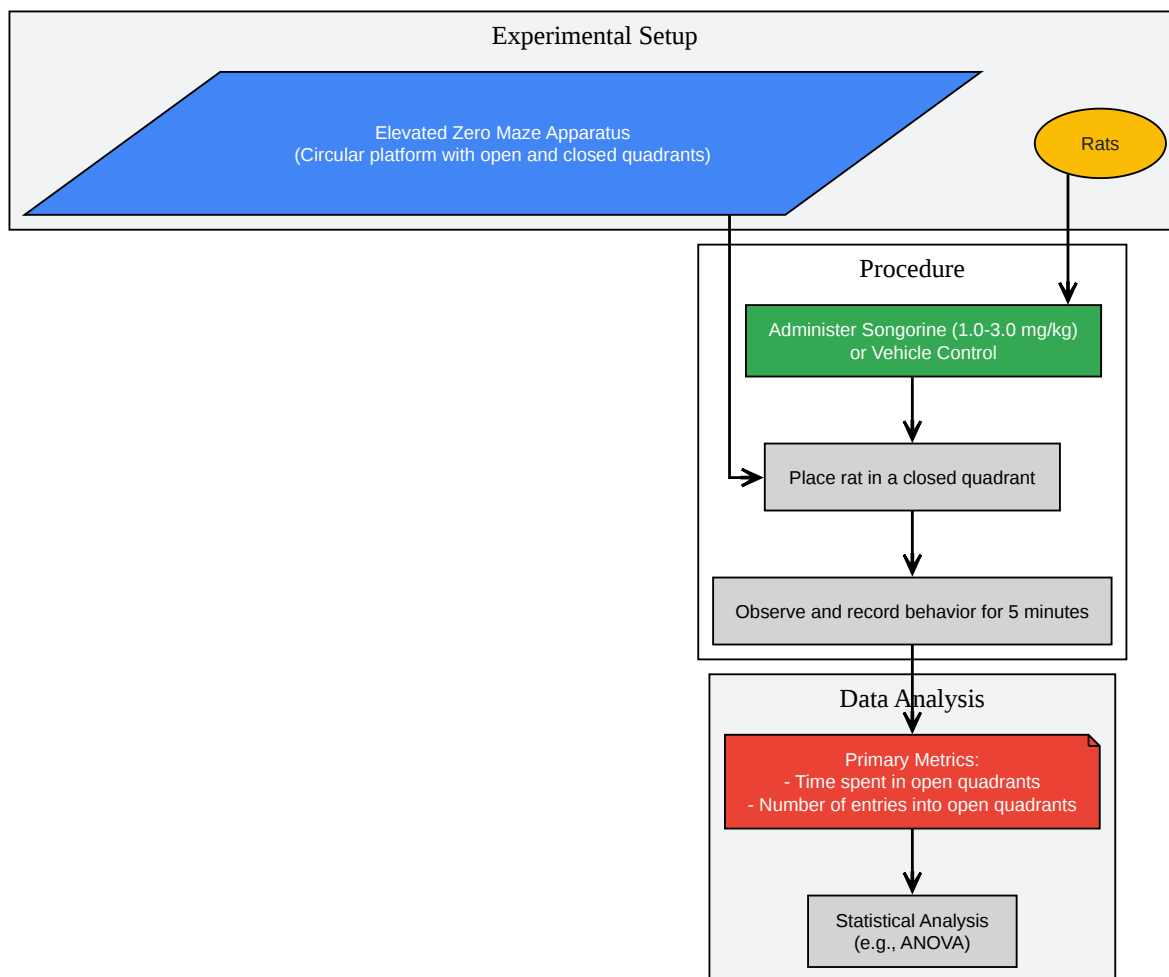 Experimental Setup
Elevated Zero Maze Apparatus
(Circular platform with open and closed quadrants)
Rats
Procedure
Administer Songorine (1.0-3.0 mg/kg)
or Vehicle Control
Place rat in a closed quadrant
Observe and record behavior for 5 minutes
Data Analysis
Primary Metrics:
- Time spent in open quadrants
- Number of entries into open quadrants
Statistical Analysis
(e.g., ANOVA)